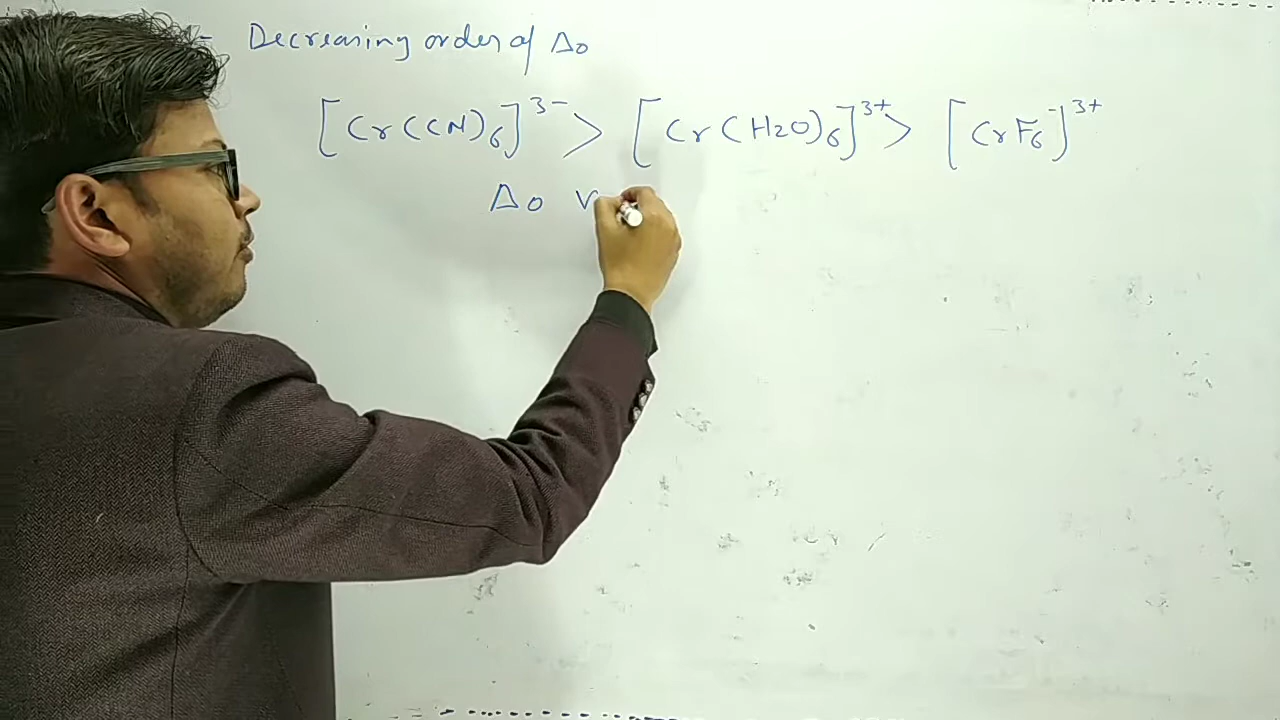 Decreasing order of Δo
[Cr(CN)6]³⁻ > [Cr(H2O)6]³⁺ > [CrF6⁻]³⁺
Δo